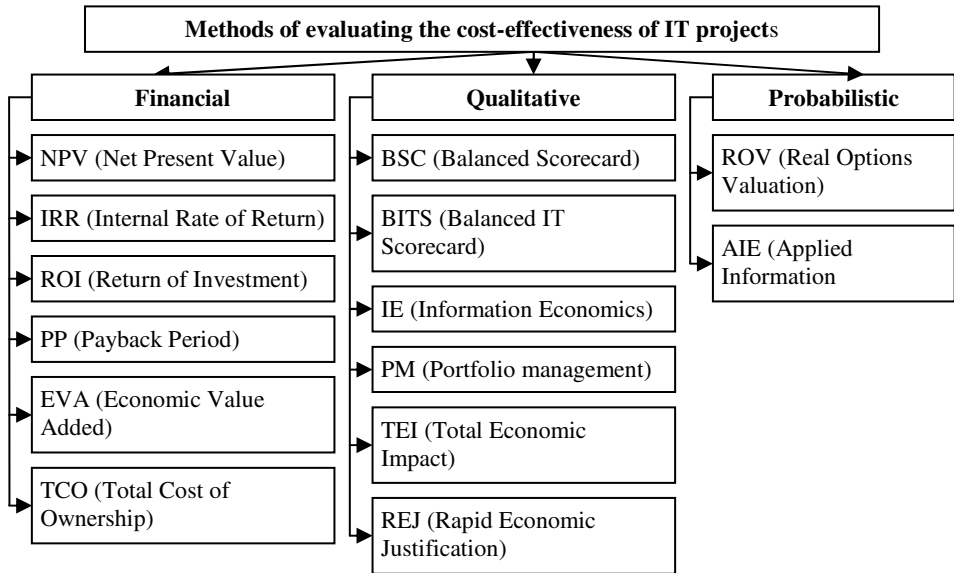 Methods of evaluating the cost-effectiveness of IT projects
Financial
NPV (Net Present Value)
IRR (Internal Rate of Return)
ROI (Return of Investment)
PP (Payback Period)
EVA (Economic Value
Added)
TCO (Total Cost of
Ownership)
Qualitative
BSC (Balanced Scorecard)
BITS (Balanced IT
Scorecard)
IE (Information Economics)
PM (Portfolio management)
TEI (Total Economic
Impact)
REJ (Rapid Economic
Justification)
Probabilistic
ROV (Real Options
Valuation)
AIE (Applied
Information